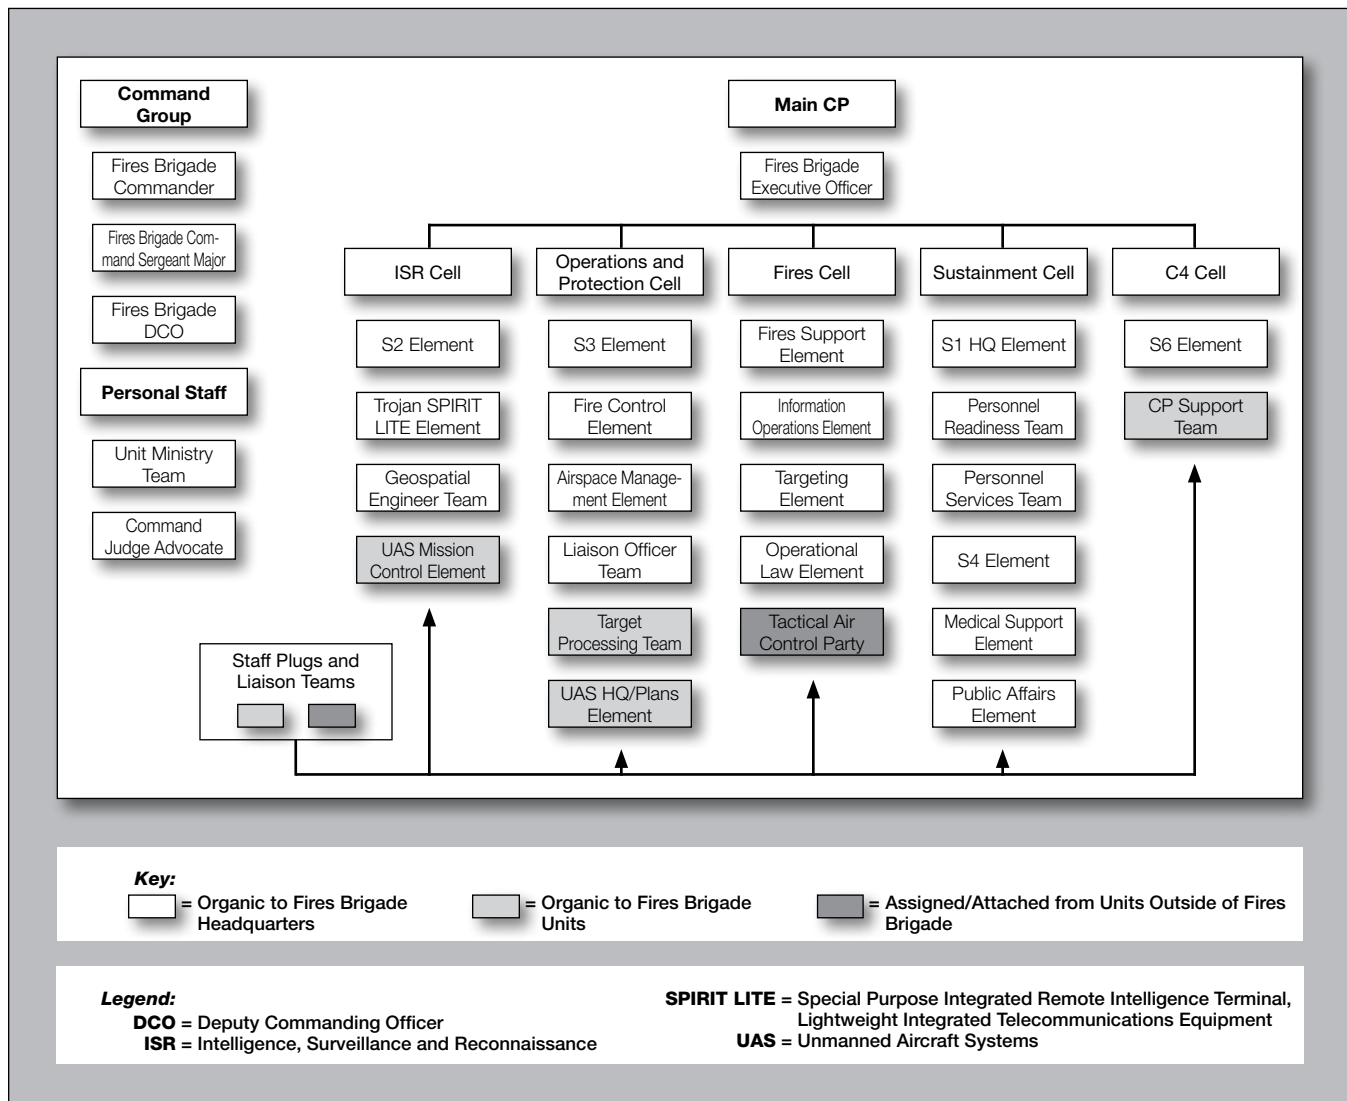 Command
Group
Fires Brigade
Commander
Fires Brigade Com-
mand Sergeant Major
Fires Brigade
DCO
Personal Staff
Unit Ministry
Team
Command
Judge Advocate
Main CP
Fires Brigade
Executive Officer
ISR Cell
S2 Element
Trojan SPIRIT
LITE Element
Geospatial
Engineer Team
UAS Mission
Control Element
Operations and
Protection Cell
S3 Element
Fire Control
Element
Airspace Manage-
ment Element
Liaison Officer
Team
Target
Processing Team
UAS HQ/Plans
Element
Fires Cell
Fires Support
Element
Information
Operations Element
Targeting
Element
Operational
Law Element
Tactical Air
Control Party
Sustainment Cell
S1 HQ Element
Personnel
Readiness Team
Personnel
Services Team
S4 Element
Medical Support
Element
Public Affairs
Element
C4 Cell
S6 Element
CP Support
Team
Staff Plugs and
Liaison Teams
Key:
= Organic to Fires Brigade
Headquarters
= Organic to Fires Brigade
Units
= Assigned/Attached from Units Outside of Fires
Brigade
Legend:
DCO = Deputy Commanding Officer
ISR = Intelligence, Surveillance and Reconnaissance
SPIRIT LITE = Special Purpose Integrated Remote Intelligence Terminal,
Lightweight Integrated Telecommunications Equipment
UAS = Unmanned Aircraft Systems